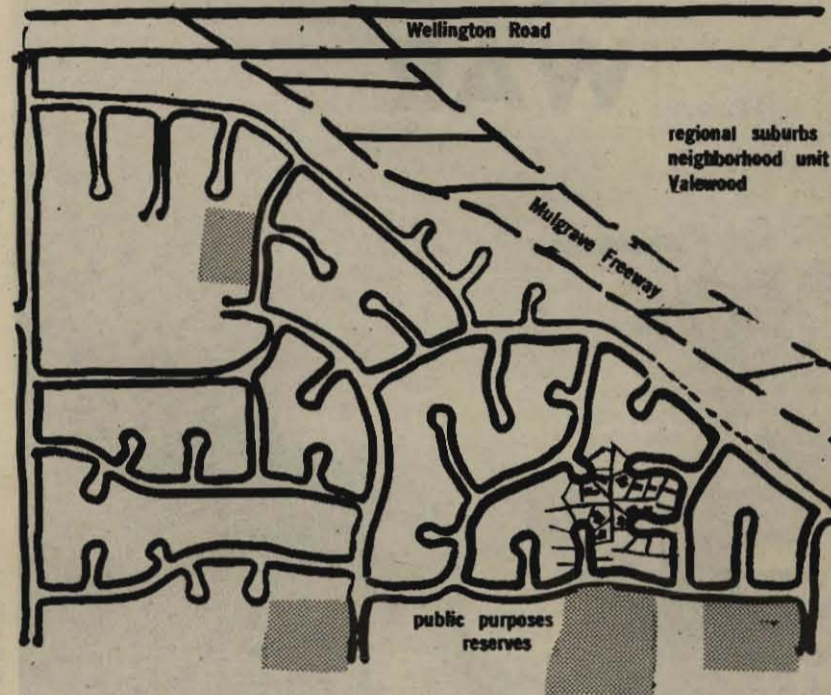 Wellington Road
regional suburbs
neighborhood unit
Valewood
Mulgrave Freeway
public purposes
reserves